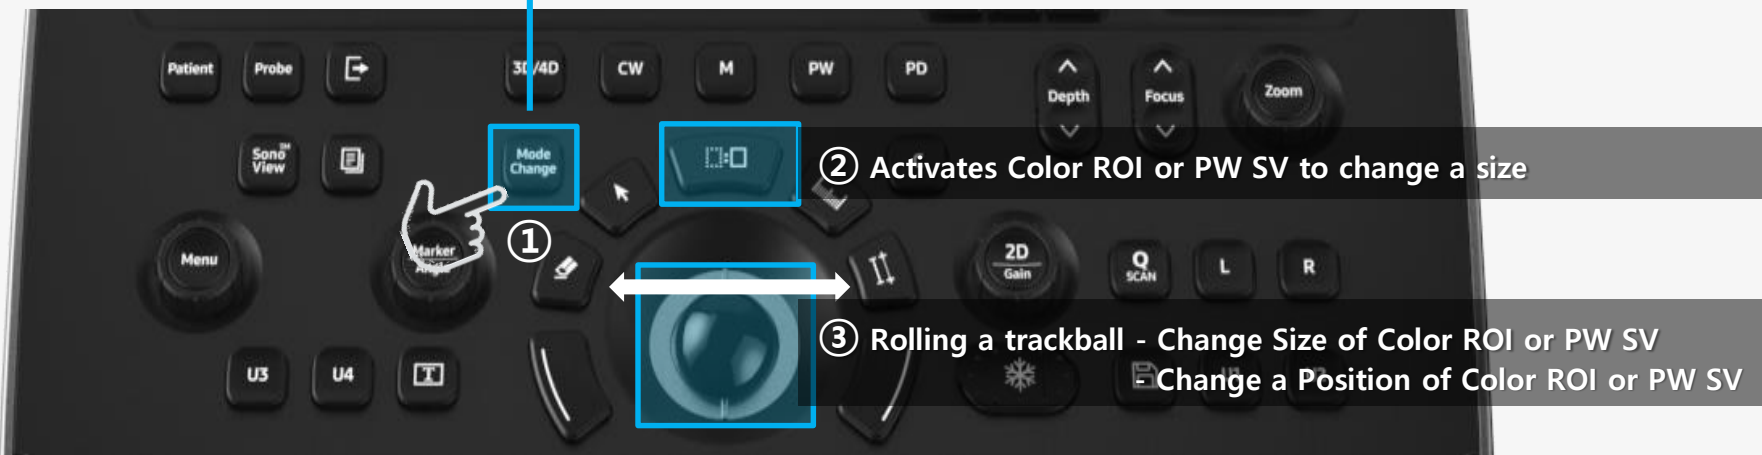 Patient
Probe
3D/4D
CW
M
PW
PD
Depth
Focus
Zoom
Sono
View™
Mode
Change
② Activates Color ROI or PW SV to change a size
①
Menu
Marker
Angle
2D
Gain
Q
SCAN
L
R
③ Rolling a trackball - Change Size of Color ROI or PW SV
- Change a Position of Color ROI or PW SV
U3
U4
T